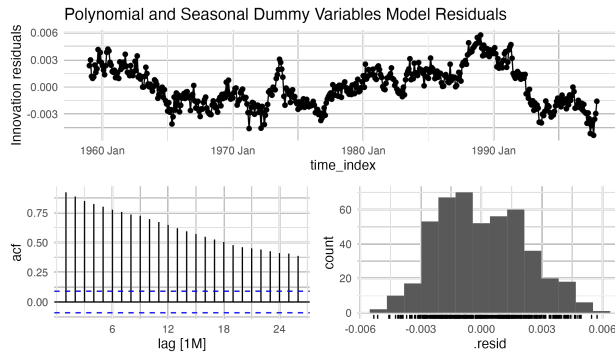 Polynomial and Seasonal Dummy Variables Model Residuals
Innovation residuals
0.006
0.003
0.000
-0.003
1960 Jan 1970 Jan 1980 Jan 1990 Jan
time_index
acf
0.75
0.50
0.25
0.00
6 12 18 24
lag [1M]
count
60
40
20
0
-0.006 -0.003 0.000 0.003 0.006
.resid